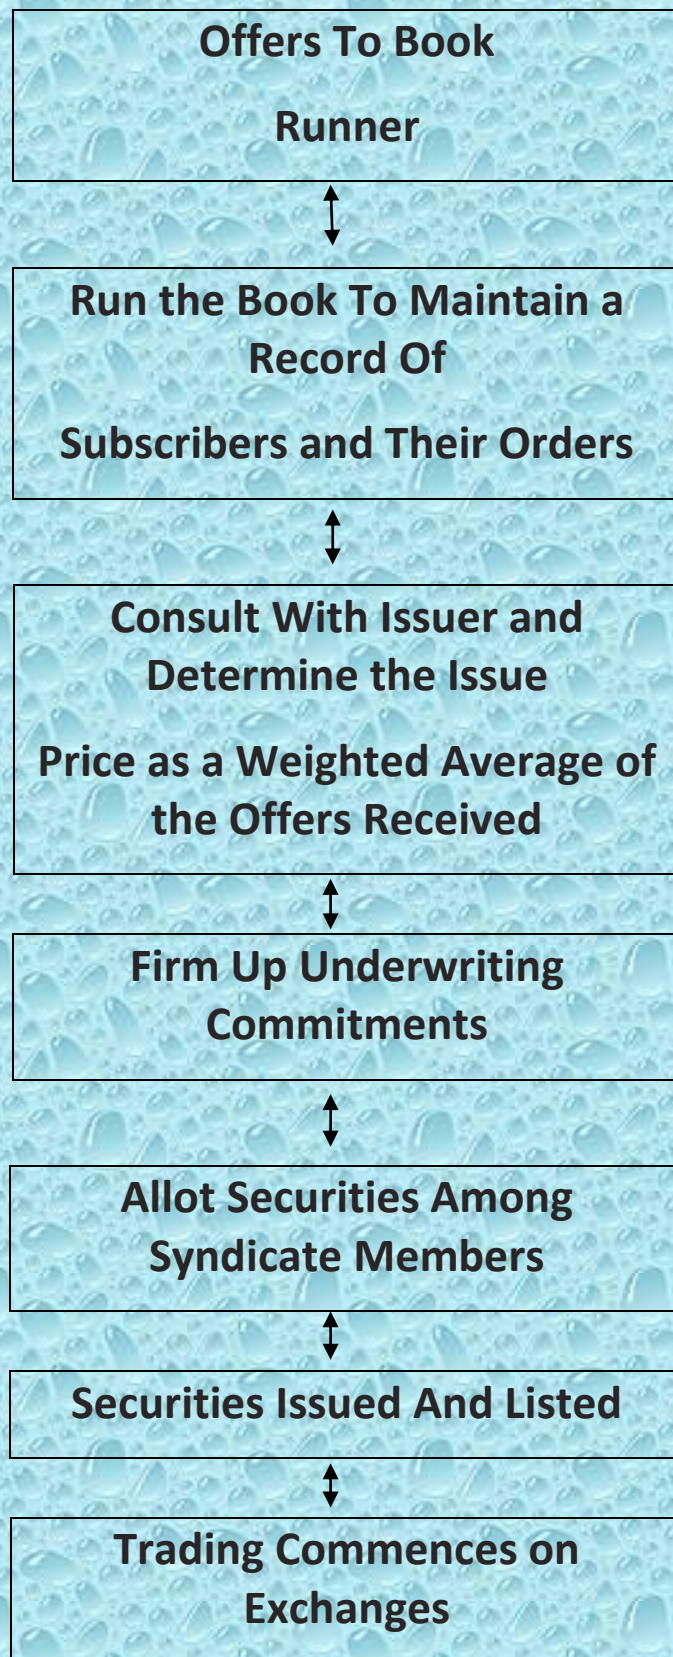 Offers To Book
Runner
Run the Book To Maintain a
Record Of
Subscribers and Their Orders
Consult With Issuer and
Determine the Issue
Price as a Weighted Average of
the Offers Received
Firm Up Underwriting
Commitments
Allot Securities Among
Syndicate Members
Securities Issued And Listed
Trading Commences on
Exchanges